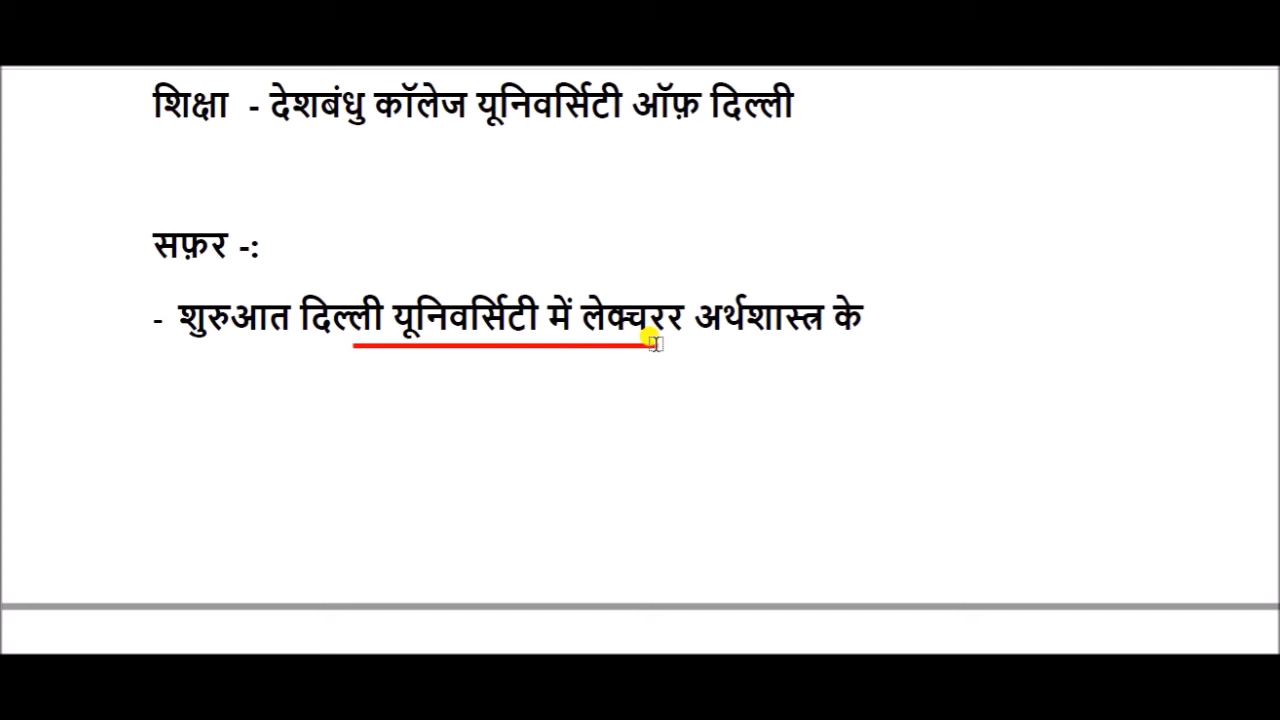 शिक्षा - देशबंधु कॉलेज यूनिवर्सिटी ऑफ़ दिल्ली
सफ़र -:
- शुरुआत दिल्ली यूनिवर्सिटी में लेक्चरर अर्थशास्त्र के